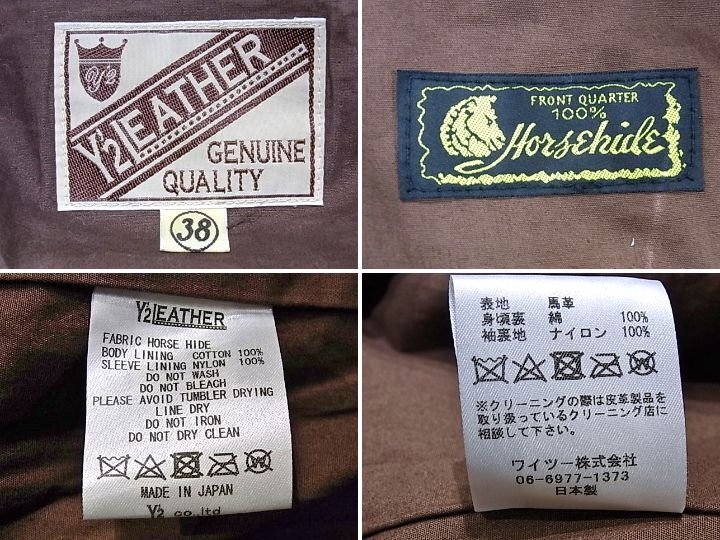 Y2
Y'2 LEATHER
GENUINE
QUALITY
38
FRONT QUARTER
100%
Horsehide
Y'2 LEATHER
FABRIC HORSE HIDE
BODY LINING COTTON 100%
SLEEVE LINING NYLON 100%
DO NOT WASH
DO NOT BLEACH
PLEASE AVOID TUMBLER DRYING
LINE DRY
DO NOT IRON
DO NOT DRY CLEAN
MADE IN JAPAN
Y'2 co.ltd
表地 馬革
身頃裏 綿 100%
袖裏地 ナイロン 100%
※クリーニングの際は皮革製品を
取り扱っているクリーニング店に
相談して下さい。
ワイツー株式会社
06-6977-1373
日本製